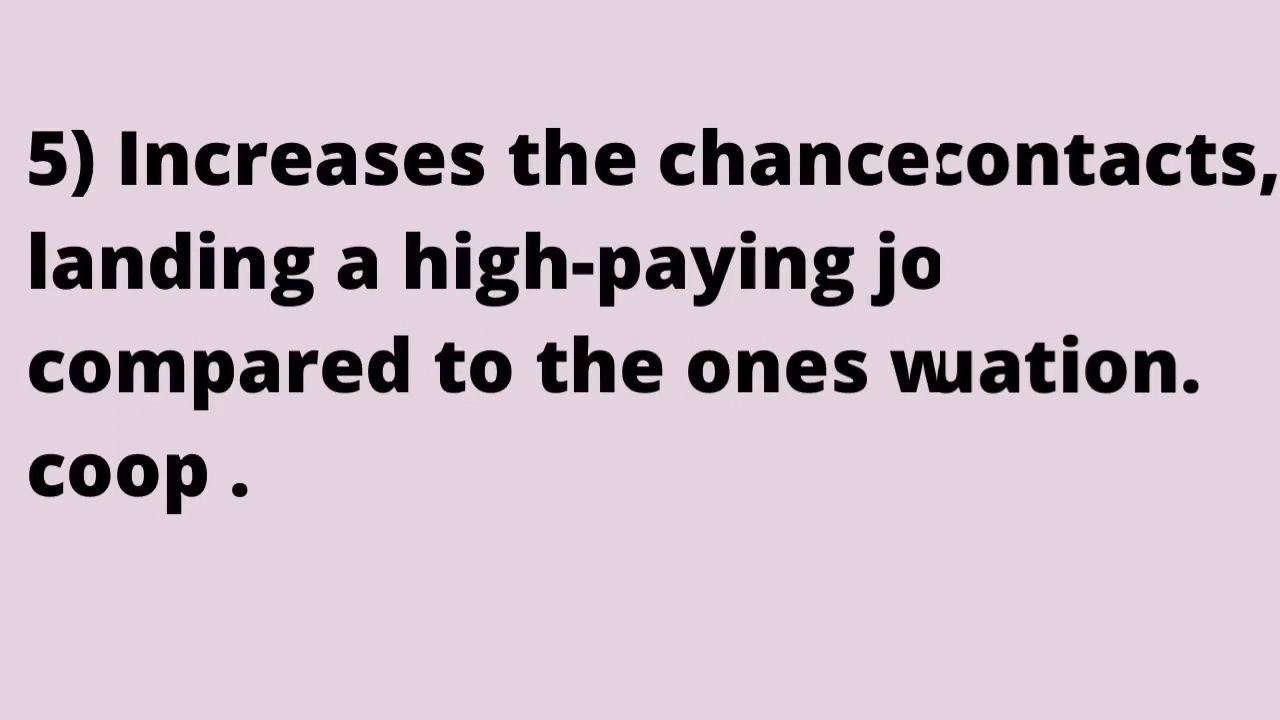 5) Increases the chancecontacts,
landing a high-paying jo
compared to the ones wuation.
coop .